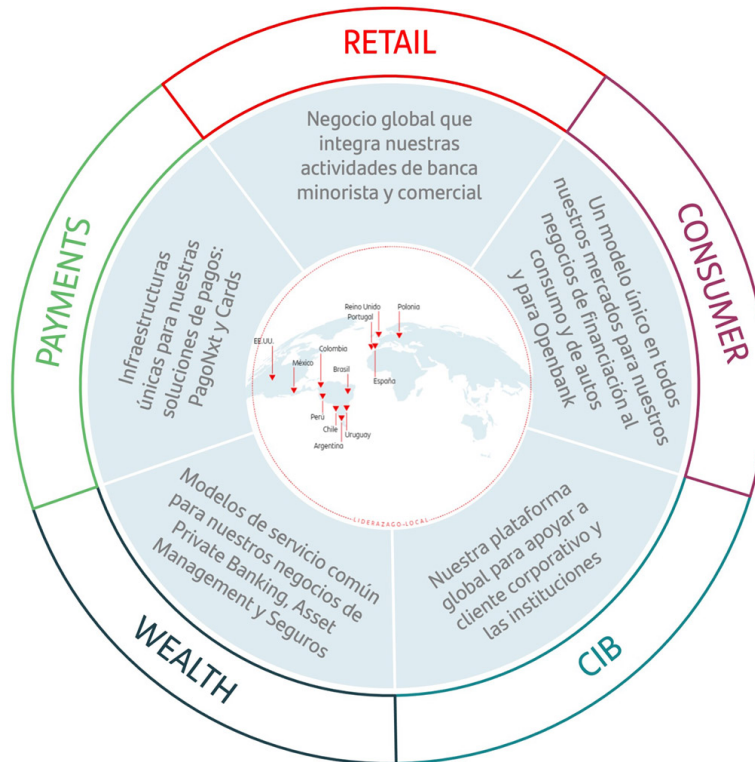 RETAIL
Negocio global que
integra nuestras
actividades de banca
minorista y comercial
CONSUMER
Un modelo único en todos
nuestros mercados para nuestros
negocios de financiación al
consumo y de autos
y para Openbank
CIB
Nuestra plataforma
global para apoyar a
cliente corporativo y
las instituciones
WEALTH
Modelos de servicio común
para nuestros negocios de
Private Banking, Asset
Management y Seguros
PAYMENTS
Infraestructuras
únicas para nuestras
soluciones de pagos:
PagoNxt y Cards
Reino Unido
Polonia
Portugal
EE.UU.
Colombia
México
Brasil
España
Perú
Chile
Uruguay
Argentina
LIDERAZAGO-LOCAL